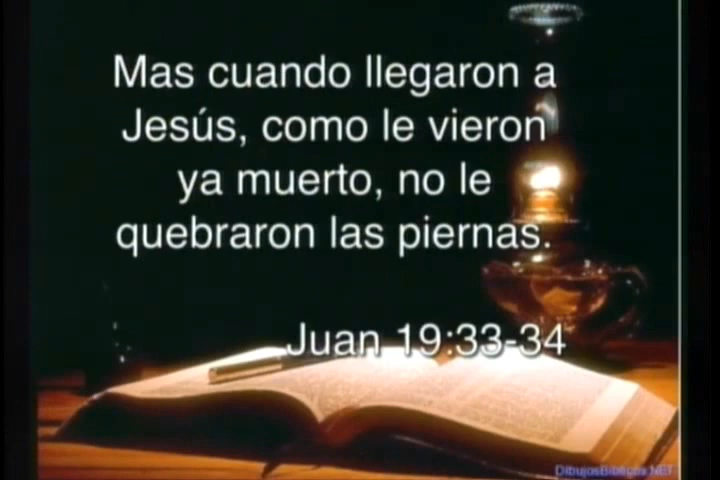 Mas cuando llegaron a
Jesús, como le vieron
ya muerto, no le
quebraron las piernas.
Juan 19:33-34
DibujosBiblicos.NET